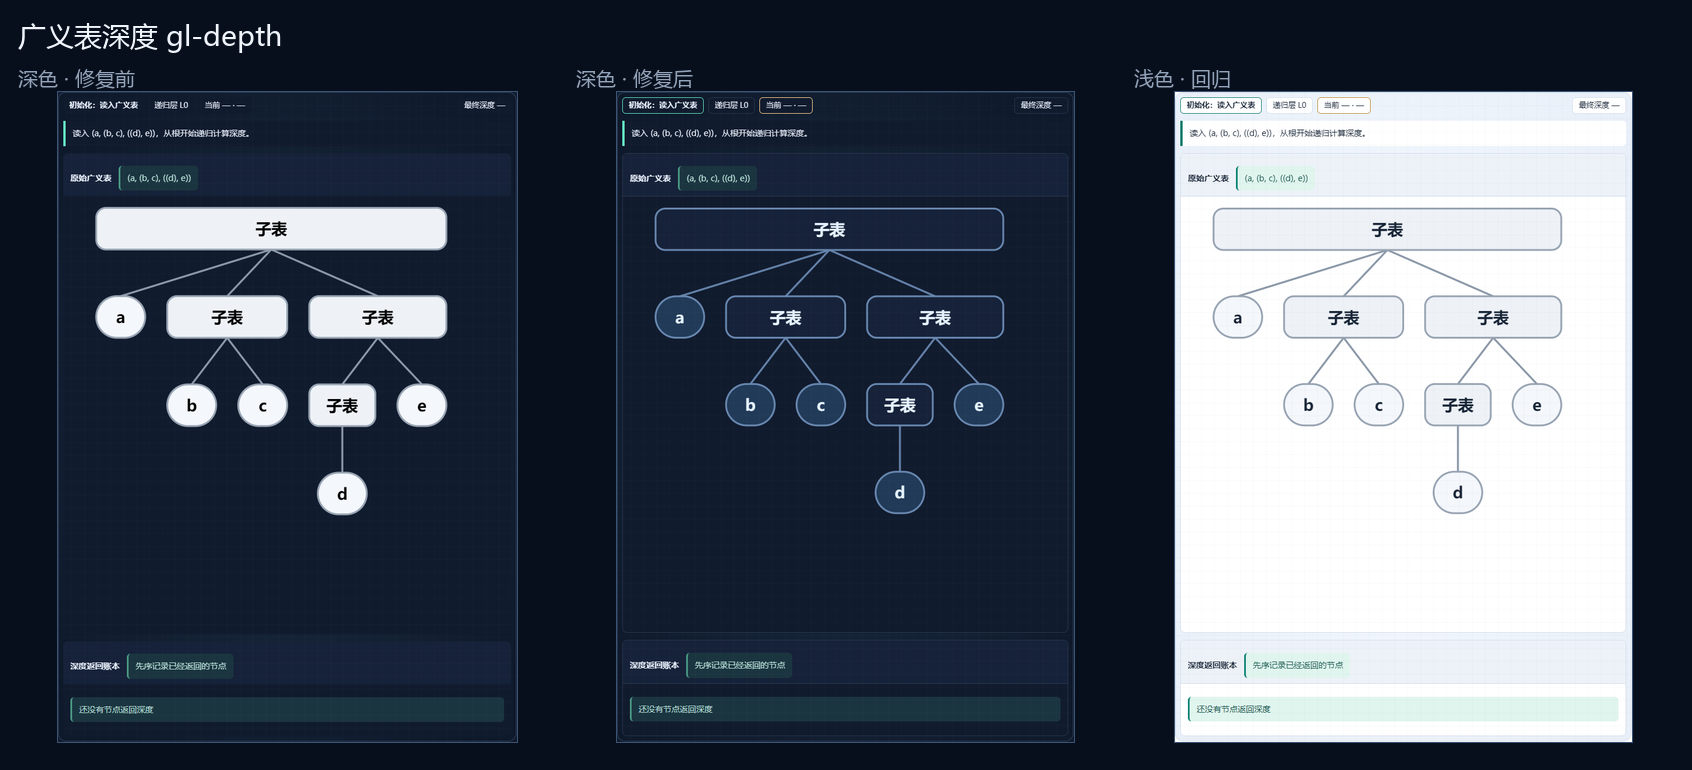 广义表深度 gl-depth
深色 · 修复前
初始化：读入广义表 递归层 L0 当前 — · — 最终深度 —
读入 (a, (b, c), ((d), e))，从根开始递归计算深度。
原始广义表 (a, (b, c), ((d), e))
子表
a 子表 子表
b c 子表 e
d
深度返回账本 先序记录已经返回的节点
还没有节点返回深度
深色 · 修复后
初始化：读入广义表 递归层 L0 当前 — · — 最终深度 —
读入 (a, (b, c), ((d), e))，从根开始递归计算深度。
原始广义表 (a, (b, c), ((d), e))
子表
a 子表 子表
b c 子表 e
d
深度返回账本 先序记录已经返回的节点
还没有节点返回深度
浅色 · 回归
初始化：读入广义表 递归层 L0 当前 — · — 最终深度 —
读入 (a, (b, c), ((d), e))，从根开始递归计算深度。
原始广义表 (a, (b, c), ((d), e))
子表
a 子表 子表
b c 子表 e
d
深度返回账本 先序记录已经返回的节点
还没有节点返回深度